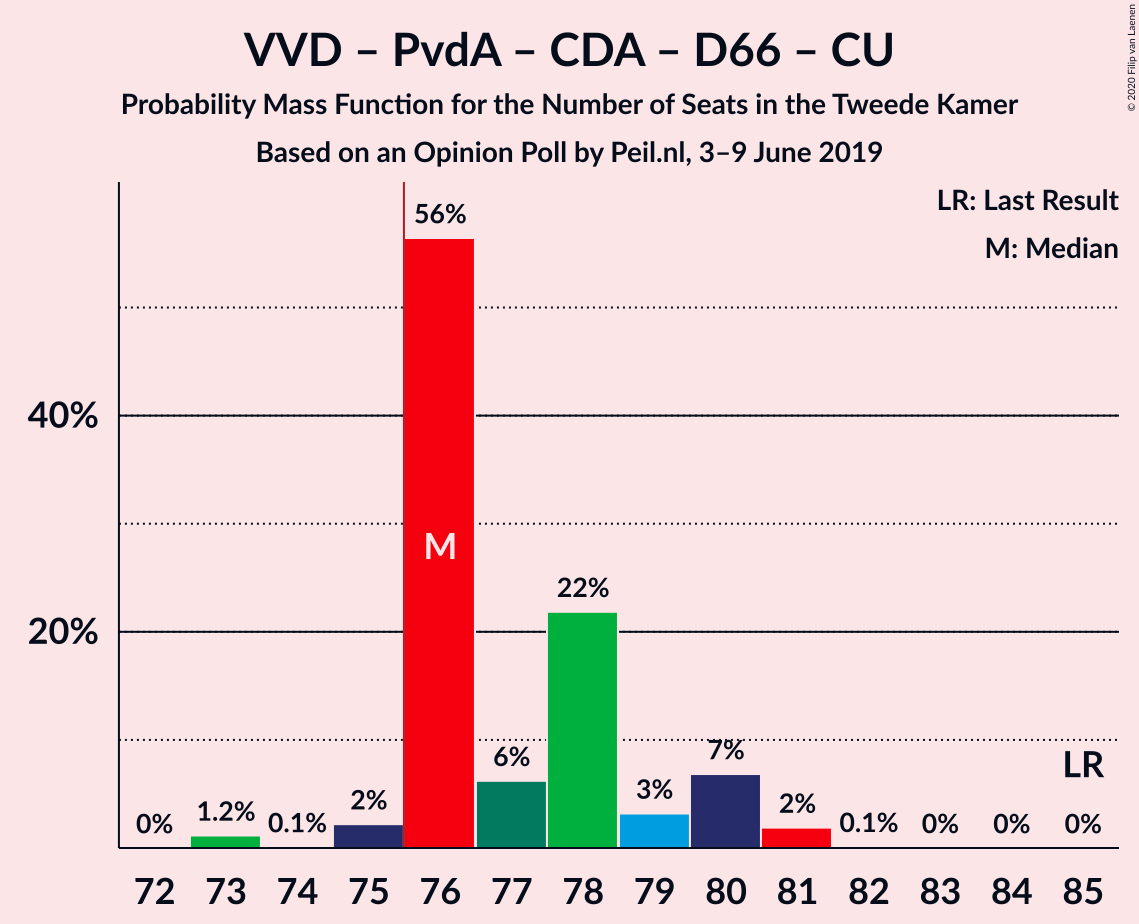 VVD – PvdA – CDA – D66 – CU
Probability Mass Function for the Number of Seats in the Tweede Kamer
Based on an Opinion Poll by Peil.nl, 3–9 June 2019
© 2020 Filip van Laenen
LR: Last Result
M: Median
56%
40%
M
22%
20%
7%
6%
LR
3%
2%
2%
1.2%
0% 0.1% 0.1% 0% 0% 0%
72 73 74 75 76 77 78 79 80 81 82 83 84 85